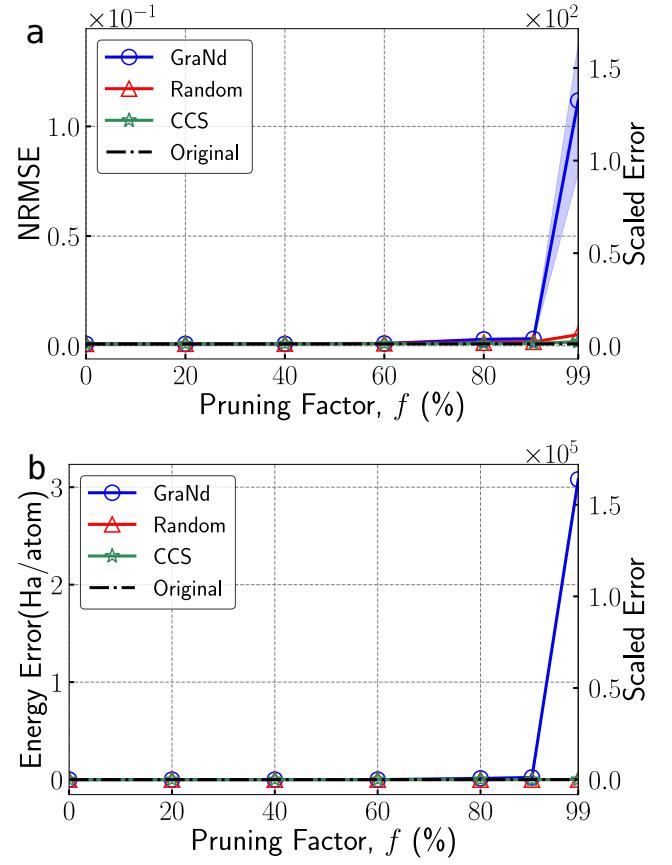 a
×10⁻¹
×10²
GraNd
Random
CCS
Original
NRMSE
1.0
0.5
0.0
Scaled Error
1.5
1.0
0.5
0.0
0 20 40 60 80 99
Pruning Factor, f (%)
b
×10⁵
GraNd
Random
CCS
Original
Energy Error(Ha/atom)
3
2
1
0
Scaled Error
1.5
1.0
0.5
0.0
0 20 40 60 80 99
Pruning Factor, f (%)